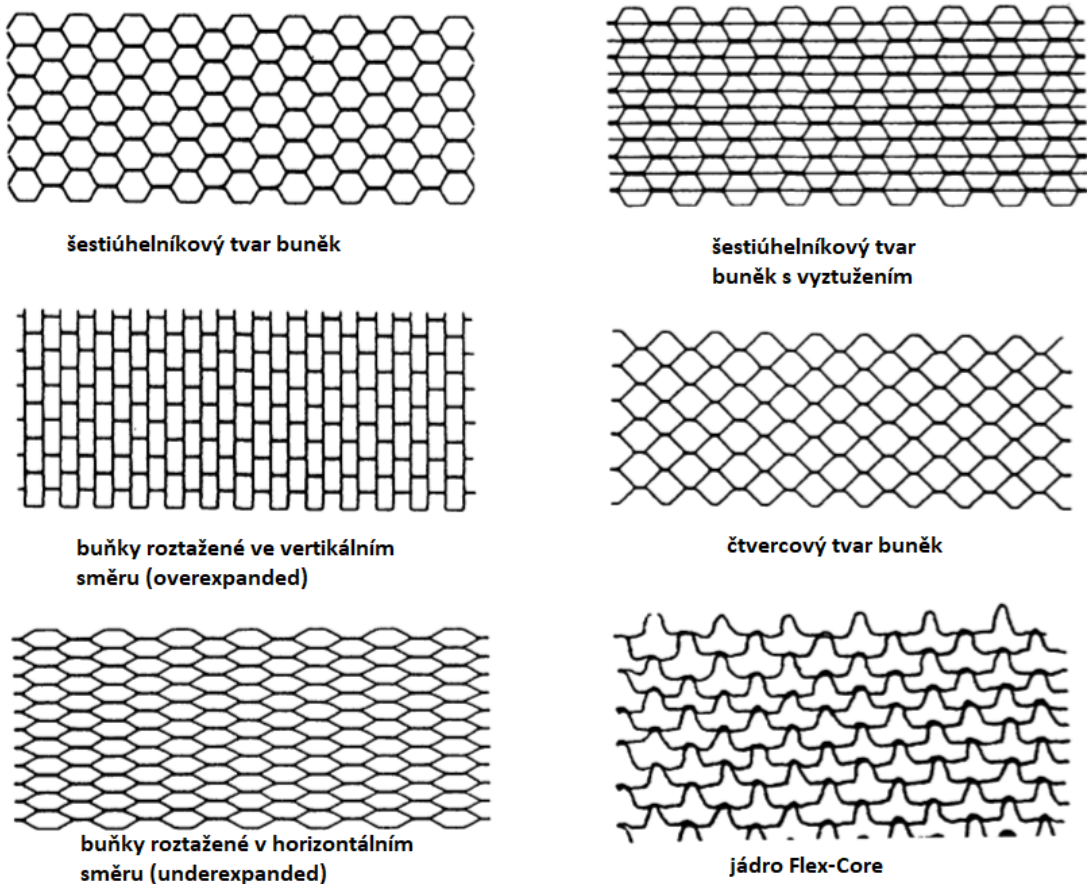 šestiúhelníkový tvar buněk
šestiúhelníkový tvar
buněk s vyztužením
buňky roztažené ve vertikálním
směru (overexpanded)
čtvercový tvar buněk
buňky roztažené v horizontálním
směru (underexpanded)
jádro Flex-Core